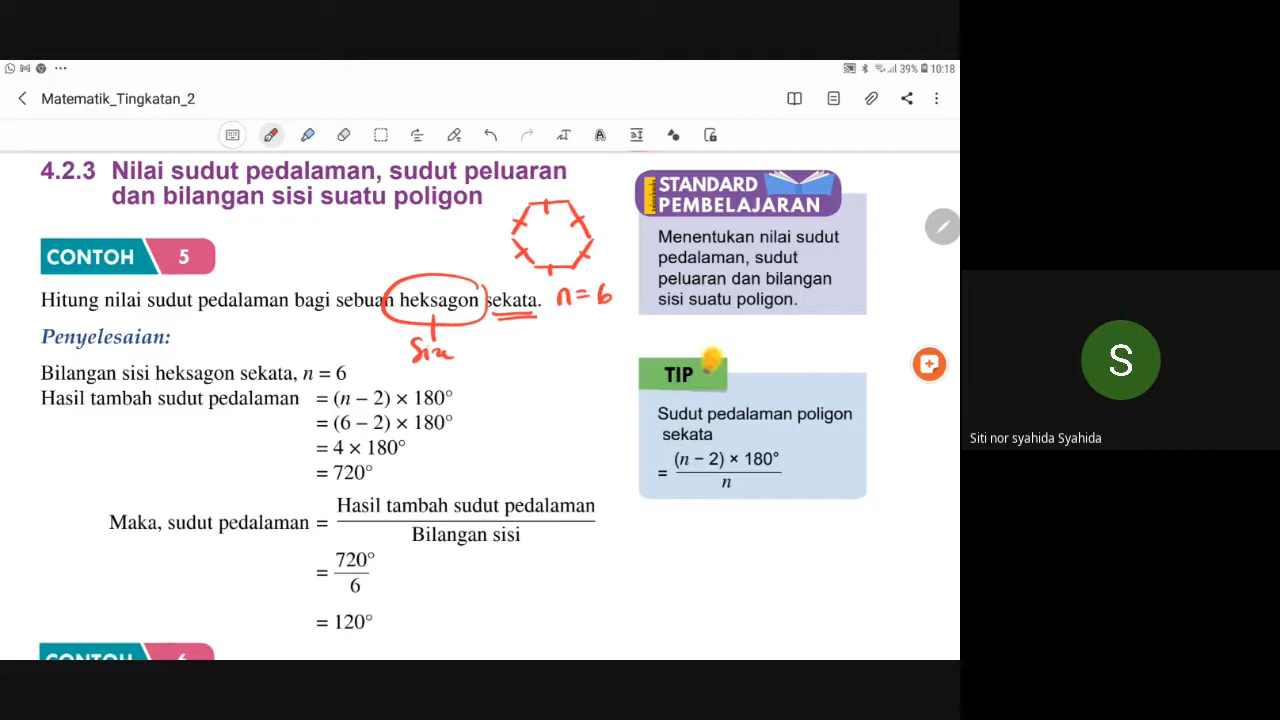 39% 10:18
Matematik_Tingkatan_2
4.2.3 Nilai sudut pedalaman, sudut peluaran
dan bilangan sisi suatu poligon
CONTOH 5
Hitung nilai sudut pedalaman bagi sebuah heksagon sekata.
n = 6
Six
Penyelesaian:
Bilangan sisi heksagon sekata, n = 6
Hasil tambah sudut pedalaman = (n − 2) × 180°
= (6 − 2) × 180°
= 4 × 180°
= 720°
Maka, sudut pedalaman = Hasil tambah sudut pedalaman
Bilangan sisi
= 720°
6
= 120°
CONTOH 6
STANDARD
PEMBELAJARAN
Menentukan nilai sudut
pedalaman, sudut
peluaran dan bilangan
sisi suatu poligon.
TIP
Sudut pedalaman poligon
sekata
= (n − 2) × 180°
n
S
Siti nor syahida Syahida